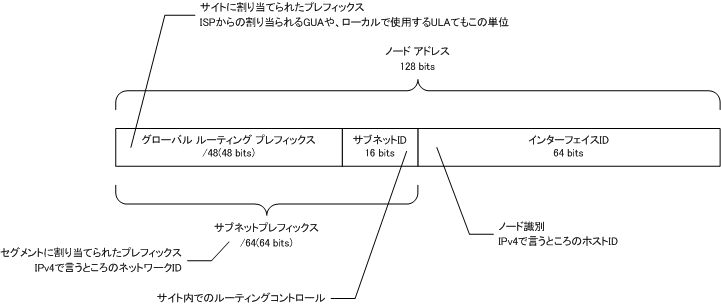 サイトに割り当てられたプレフィックス
ISPからの割り当られるGUAや、ローカルで使用するULAてもこの単位
ノード アドレス
128 bits
グローバル ルーティング プレフィックス
/48(48 bits)
サブネットID
16 bits
インターフェイスID
64 bits
サブネットプレフィックス
/64(64 bits)
ノード識別
IPv4で言うところのホストID
セグメントに割り当てられたプレフィックス
IPv4で言うところのネットワークID
サイト内でのルーティングコントロール